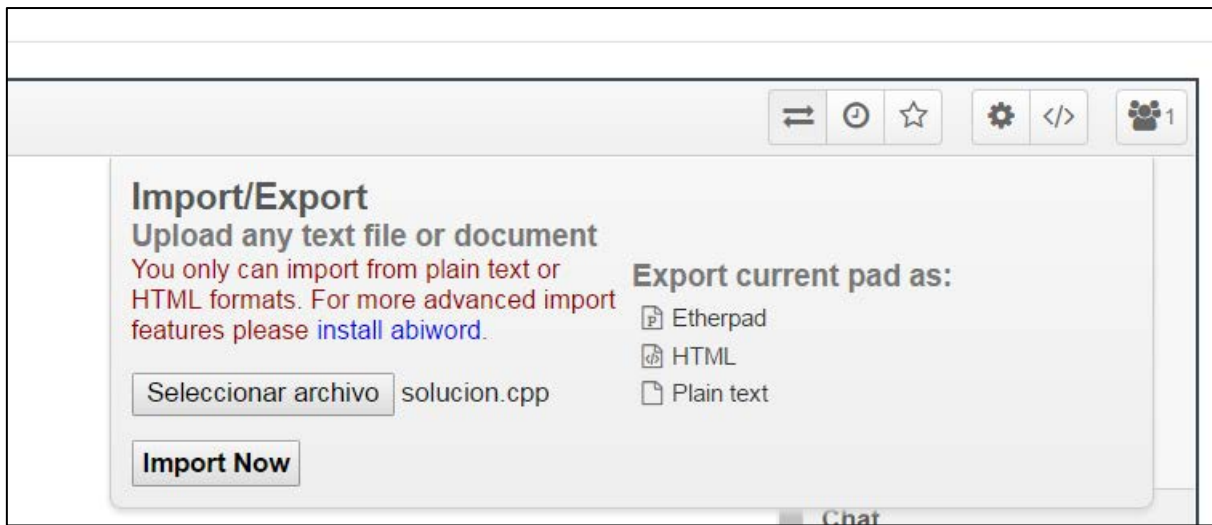 1
Import/Export
Upload any text file or document
You only can import from plain text or
HTML formats. For more advanced import
features please install abiword.
Seleccionar archivo solucion.cpp
Import Now
Export current pad as:
Etherpad
HTML
Plain text
Chat